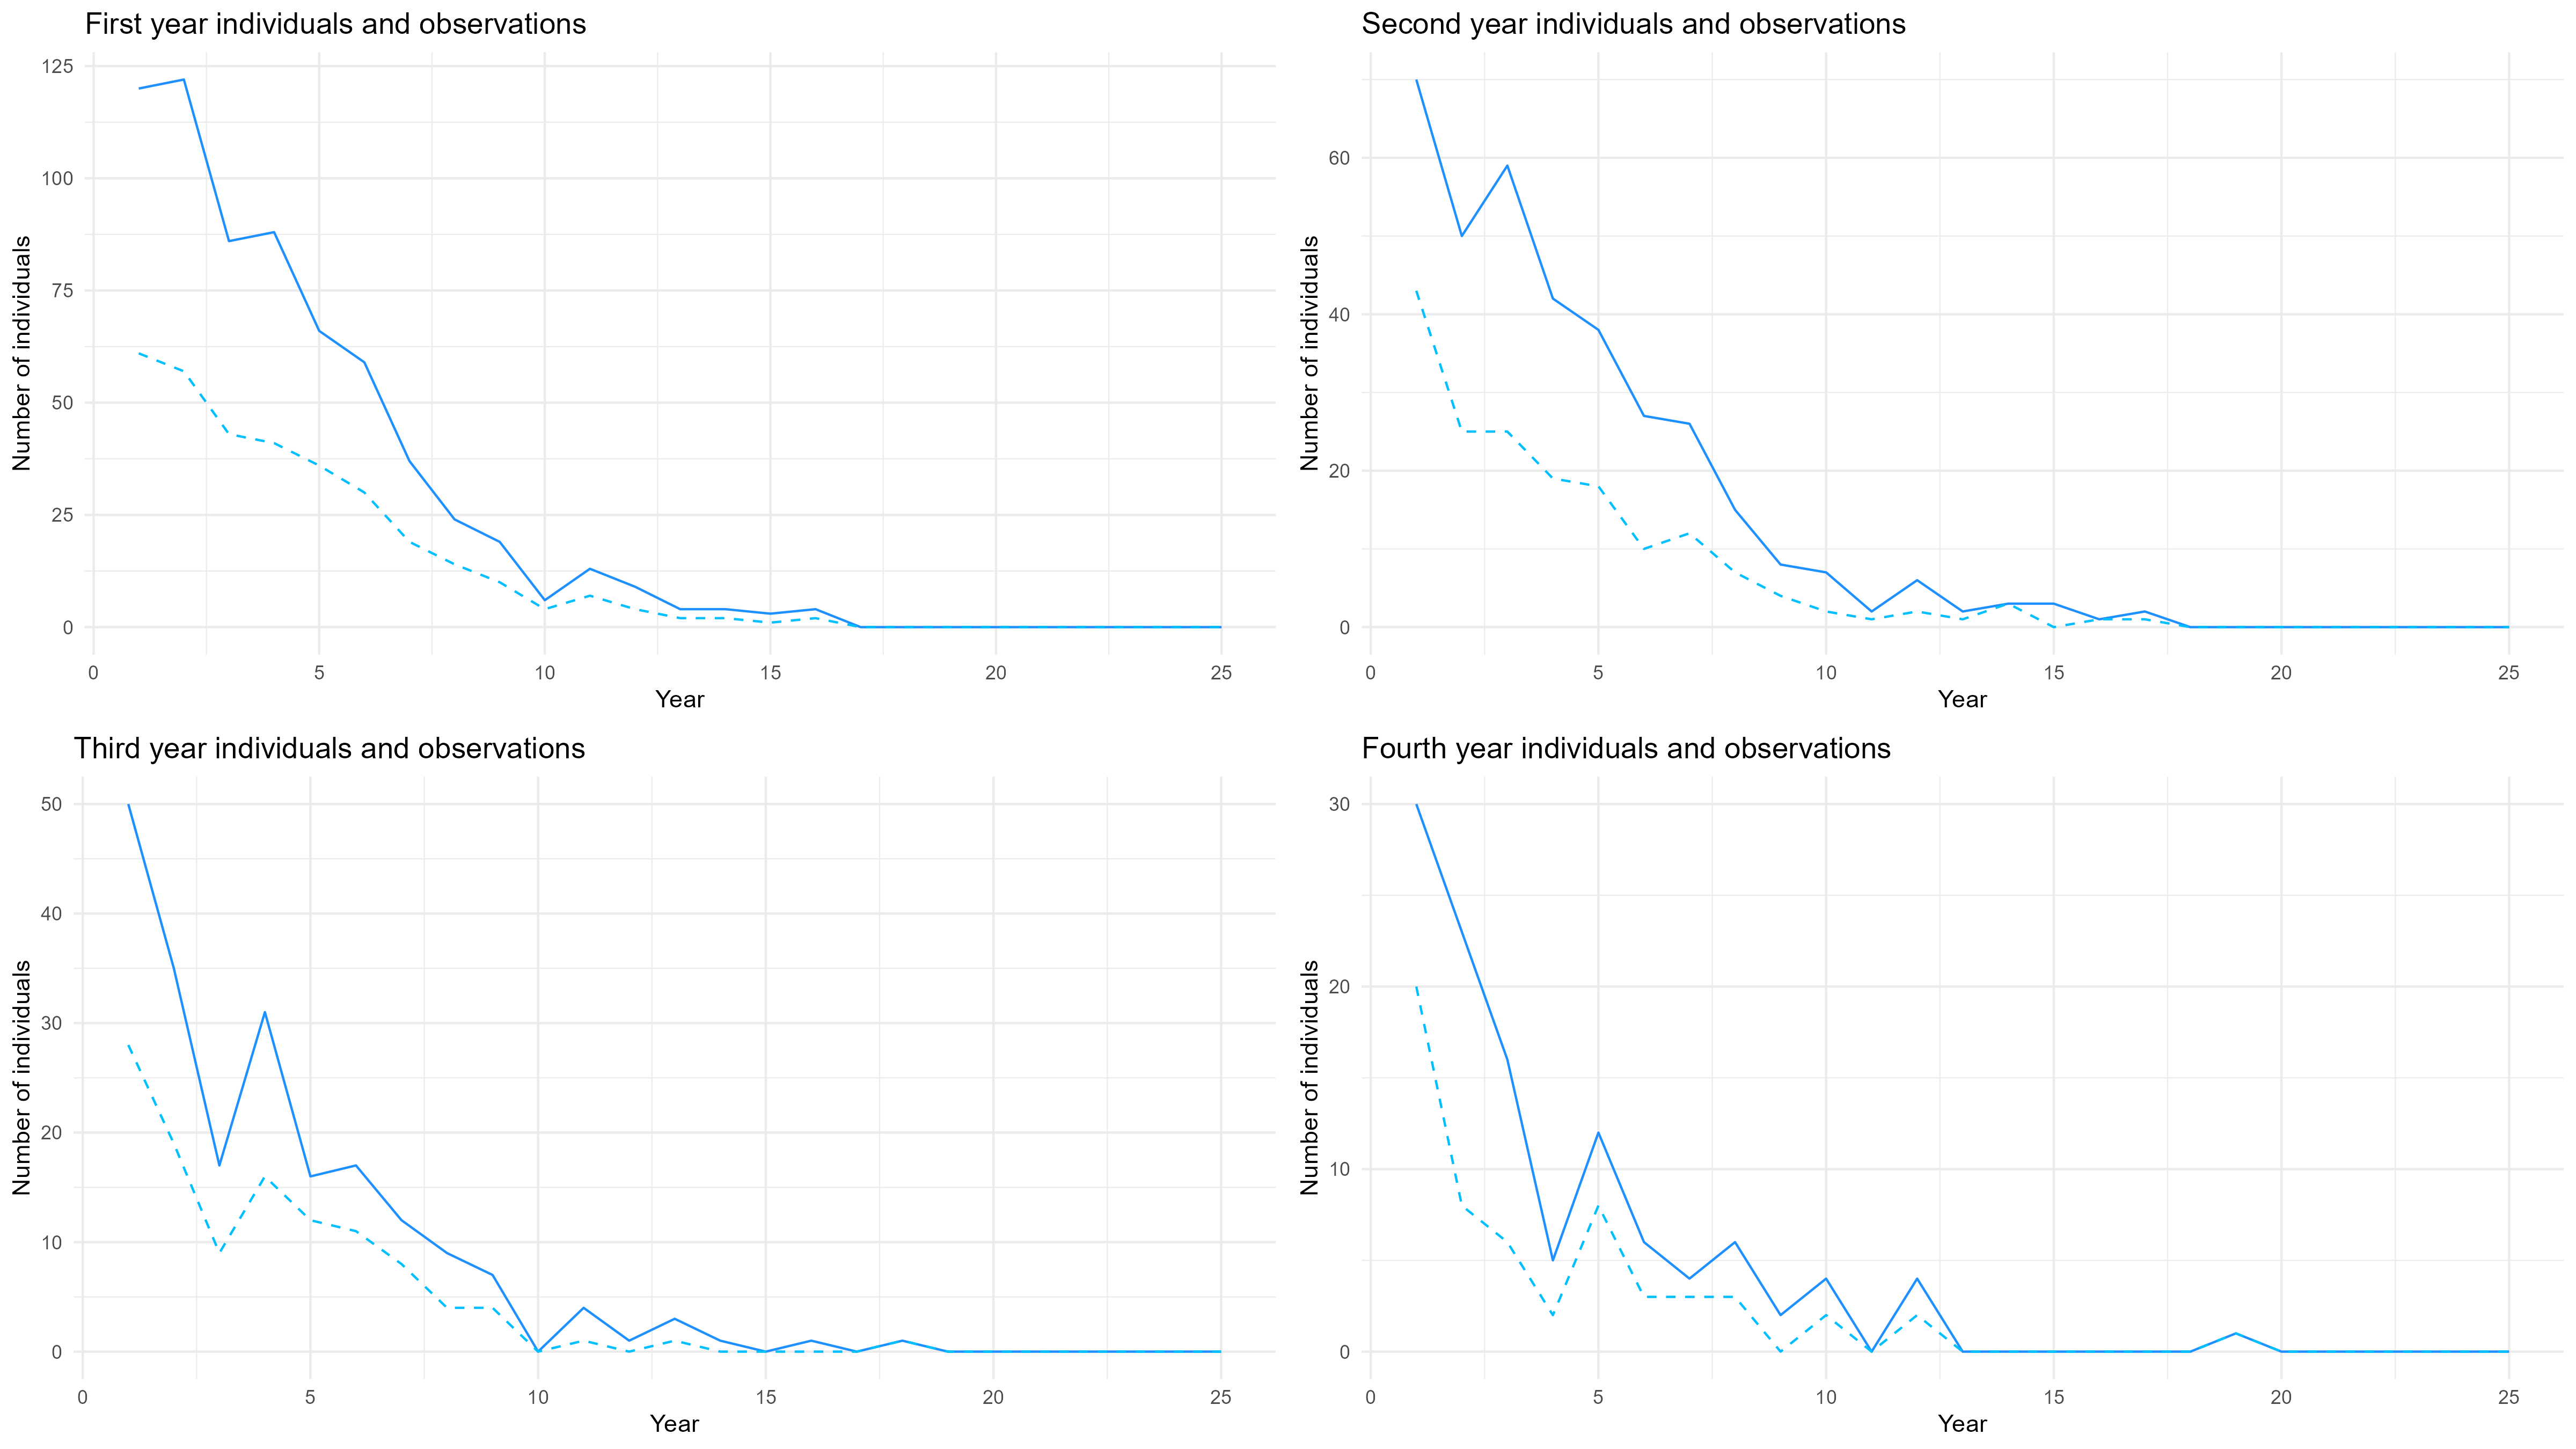 First year individuals and observations
Number of individuals
125
100
75
50
25
0
0 5 10 15 20 25
Year
Second year individuals and observations
Number of individuals
60
40
20
0
0 5 10 15 20 25
Year
Third year individuals and observations
Number of individuals
50
40
30
20
10
0
0 5 10 15 20 25
Year
Fourth year individuals and observations
Number of individuals
30
20
10
0
0 5 10 15 20 25
Year